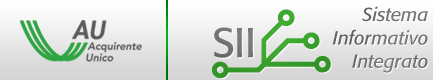 AU
Acquirente
Unico
SII
Sistema
Informativo
Integrato